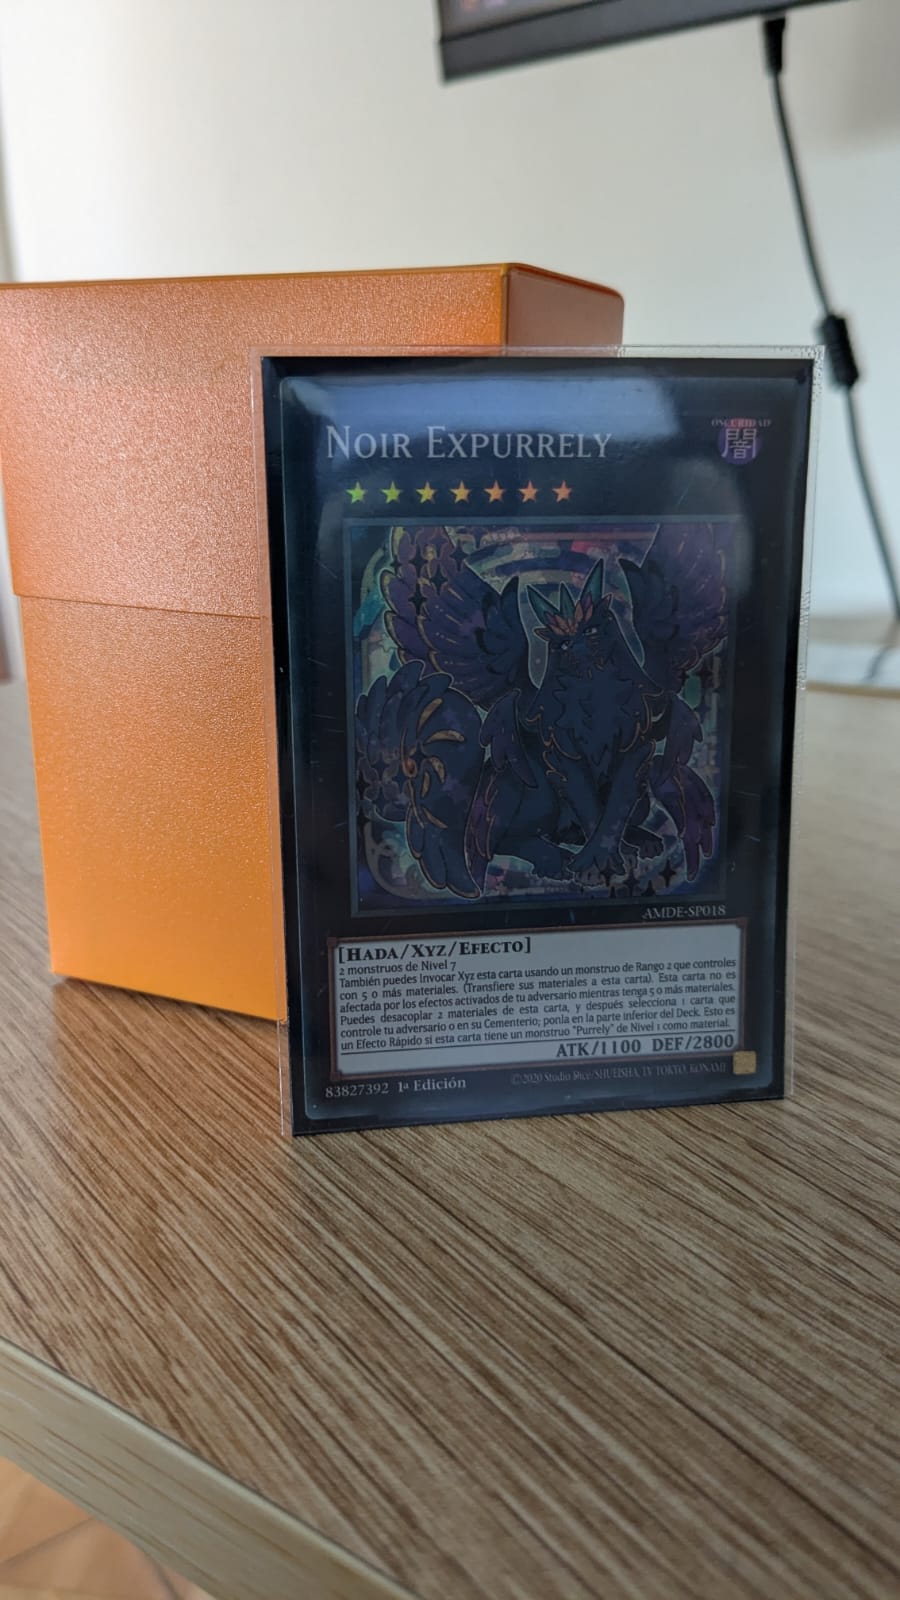 NOIR EXPURRELY
OSCURIDAD
闇
AMDE-SP018
[HADA/XYZ/EFECTO]
2 monstruos de Nivel 7
También puedes Invocar Xyz esta carta usando un monstruo de Rango 2 que controles
con 5 o más materiales. (Transfiere sus materiales a esta carta). Esta carta no es
afectada por los efectos activados de tu adversario mientras tenga 5 o más materiales.
Puedes desacoplar 2 materiales de esta carta, y después selecciona 1 carta que
controle tu adversario o en su Cementerio; ponla en la parte inferior del Deck. Esto es
un Efecto Rápido si esta carta tiene un monstruo "Purrely" de Nivel 1 como material.
ATK/1100 DEF/2800
83827392 1ª Edición
©2020 Studio Dice/SHUEISHA, TV TOKYO, KONAMI